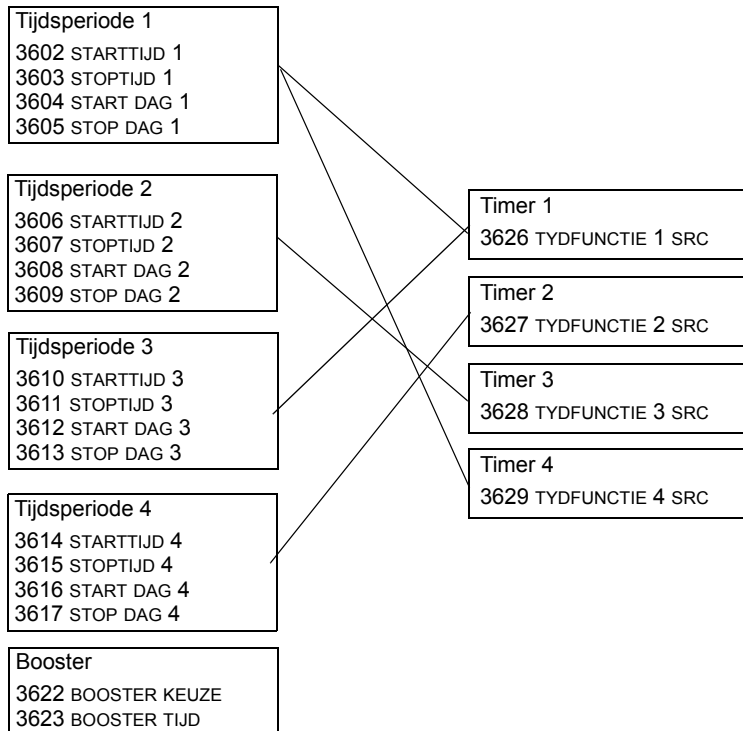 Tijdsperiode 1
3602 STARTTIJD 1
3603 STOPTIJD 1
3604 START DAG 1
3605 STOP DAG 1
Tijdsperiode 2
3606 STARTTIJD 2
3607 STOPTIJD 2
3608 START DAG 2
3609 STOP DAG 2
Tijdsperiode 3
3610 STARTTIJD 3
3611 STOPTIJD 3
3612 START DAG 3
3613 STOP DAG 3
Tijdsperiode 4
3614 STARTTIJD 4
3615 STOPTIJD 4
3616 START DAG 4
3617 STOP DAG 4
Booster
3622 BOOSTER KEUZE
3623 BOOSTER TIJD
Timer 1
3626 TYDFUNCTIE 1 SRC
Timer 2
3627 TYDFUNCTIE 2 SRC
Timer 3
3628 TYDFUNCTIE 3 SRC
Timer 4
3629 TYDFUNCTIE 4 SRC